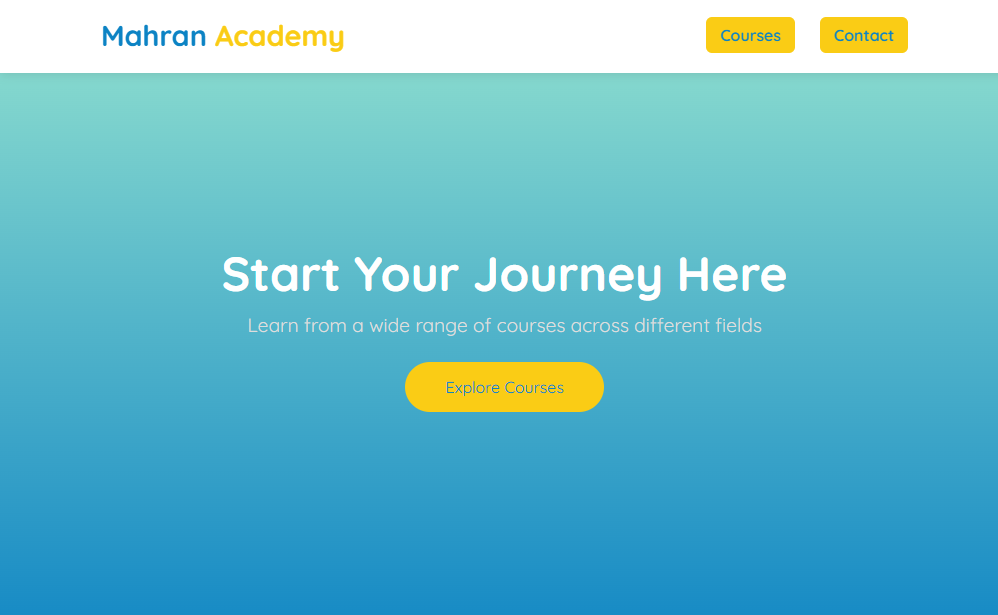 Mahran Academy
Courses
Contact
Start Your Journey Here
Learn from a wide range of courses across different fields
Explore Courses